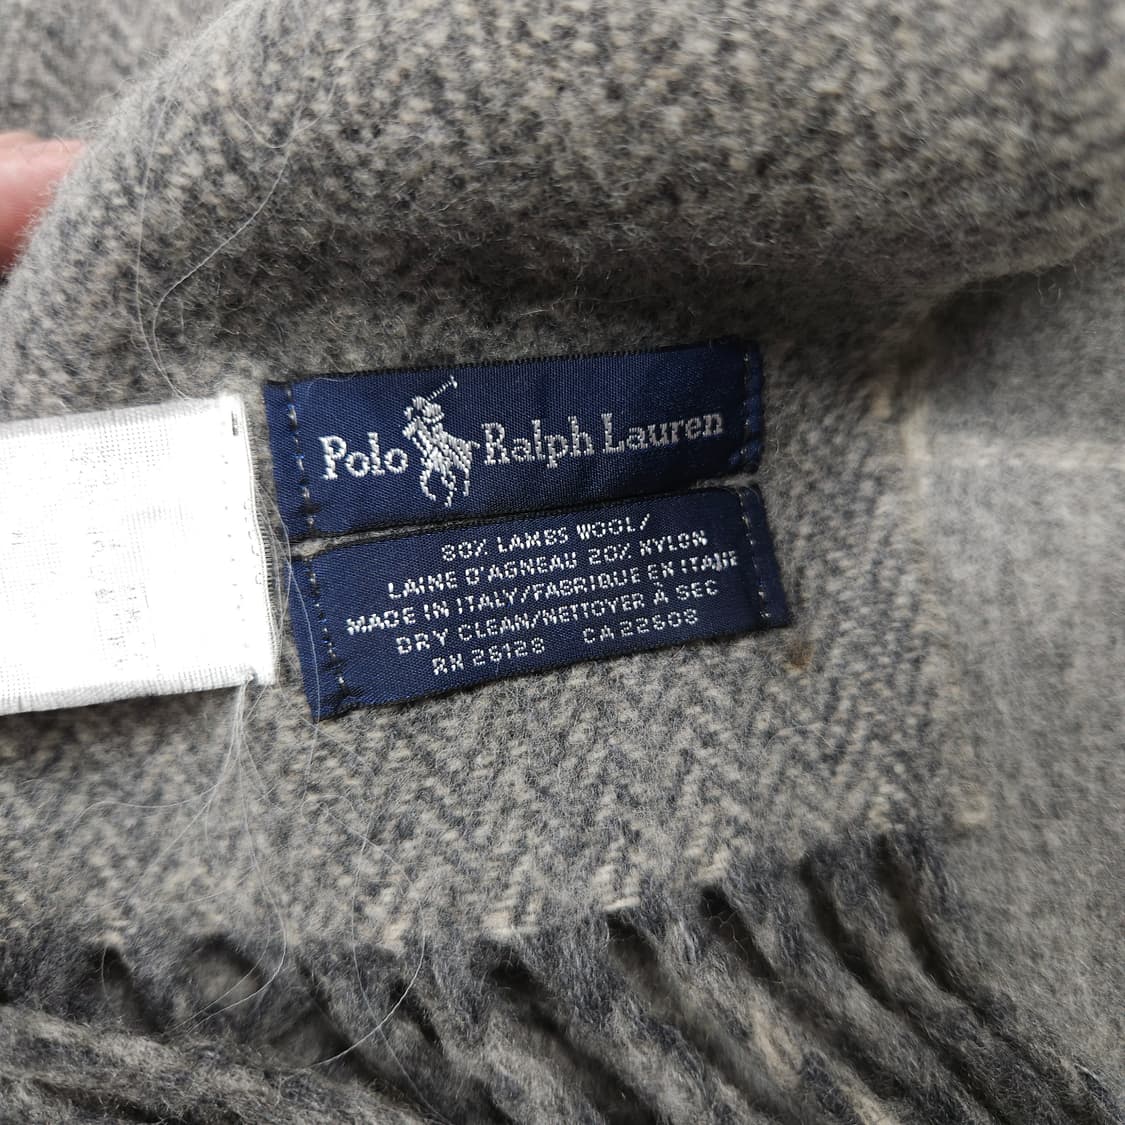 Polo Ralph Lauren
80% LAMBS WOOL/
LAINE D'AGNEAU 20% NYLON
MADE IN ITALY/FABRIQUE EN ITALIE
DRY CLEAN/NETTOYER A SEC
RN 26128 CA 22608